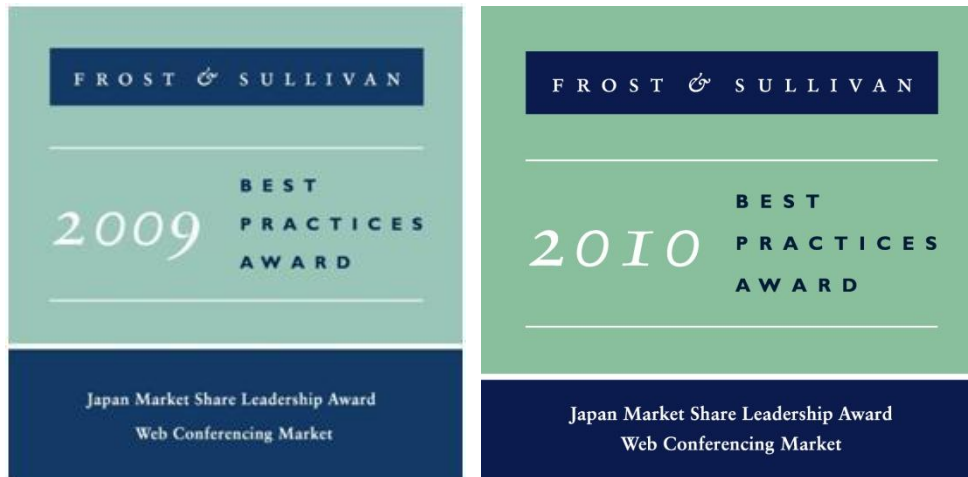 FROST & SULLIVAN
2009
BEST
PRACTICES
AWARD
Japan Market Share Leadership Award
Web Conferencing Market
FROST & SULLIVAN
2010
BEST
PRACTICES
AWARD
Japan Market Share Leadership Award
Web Conferencing Market